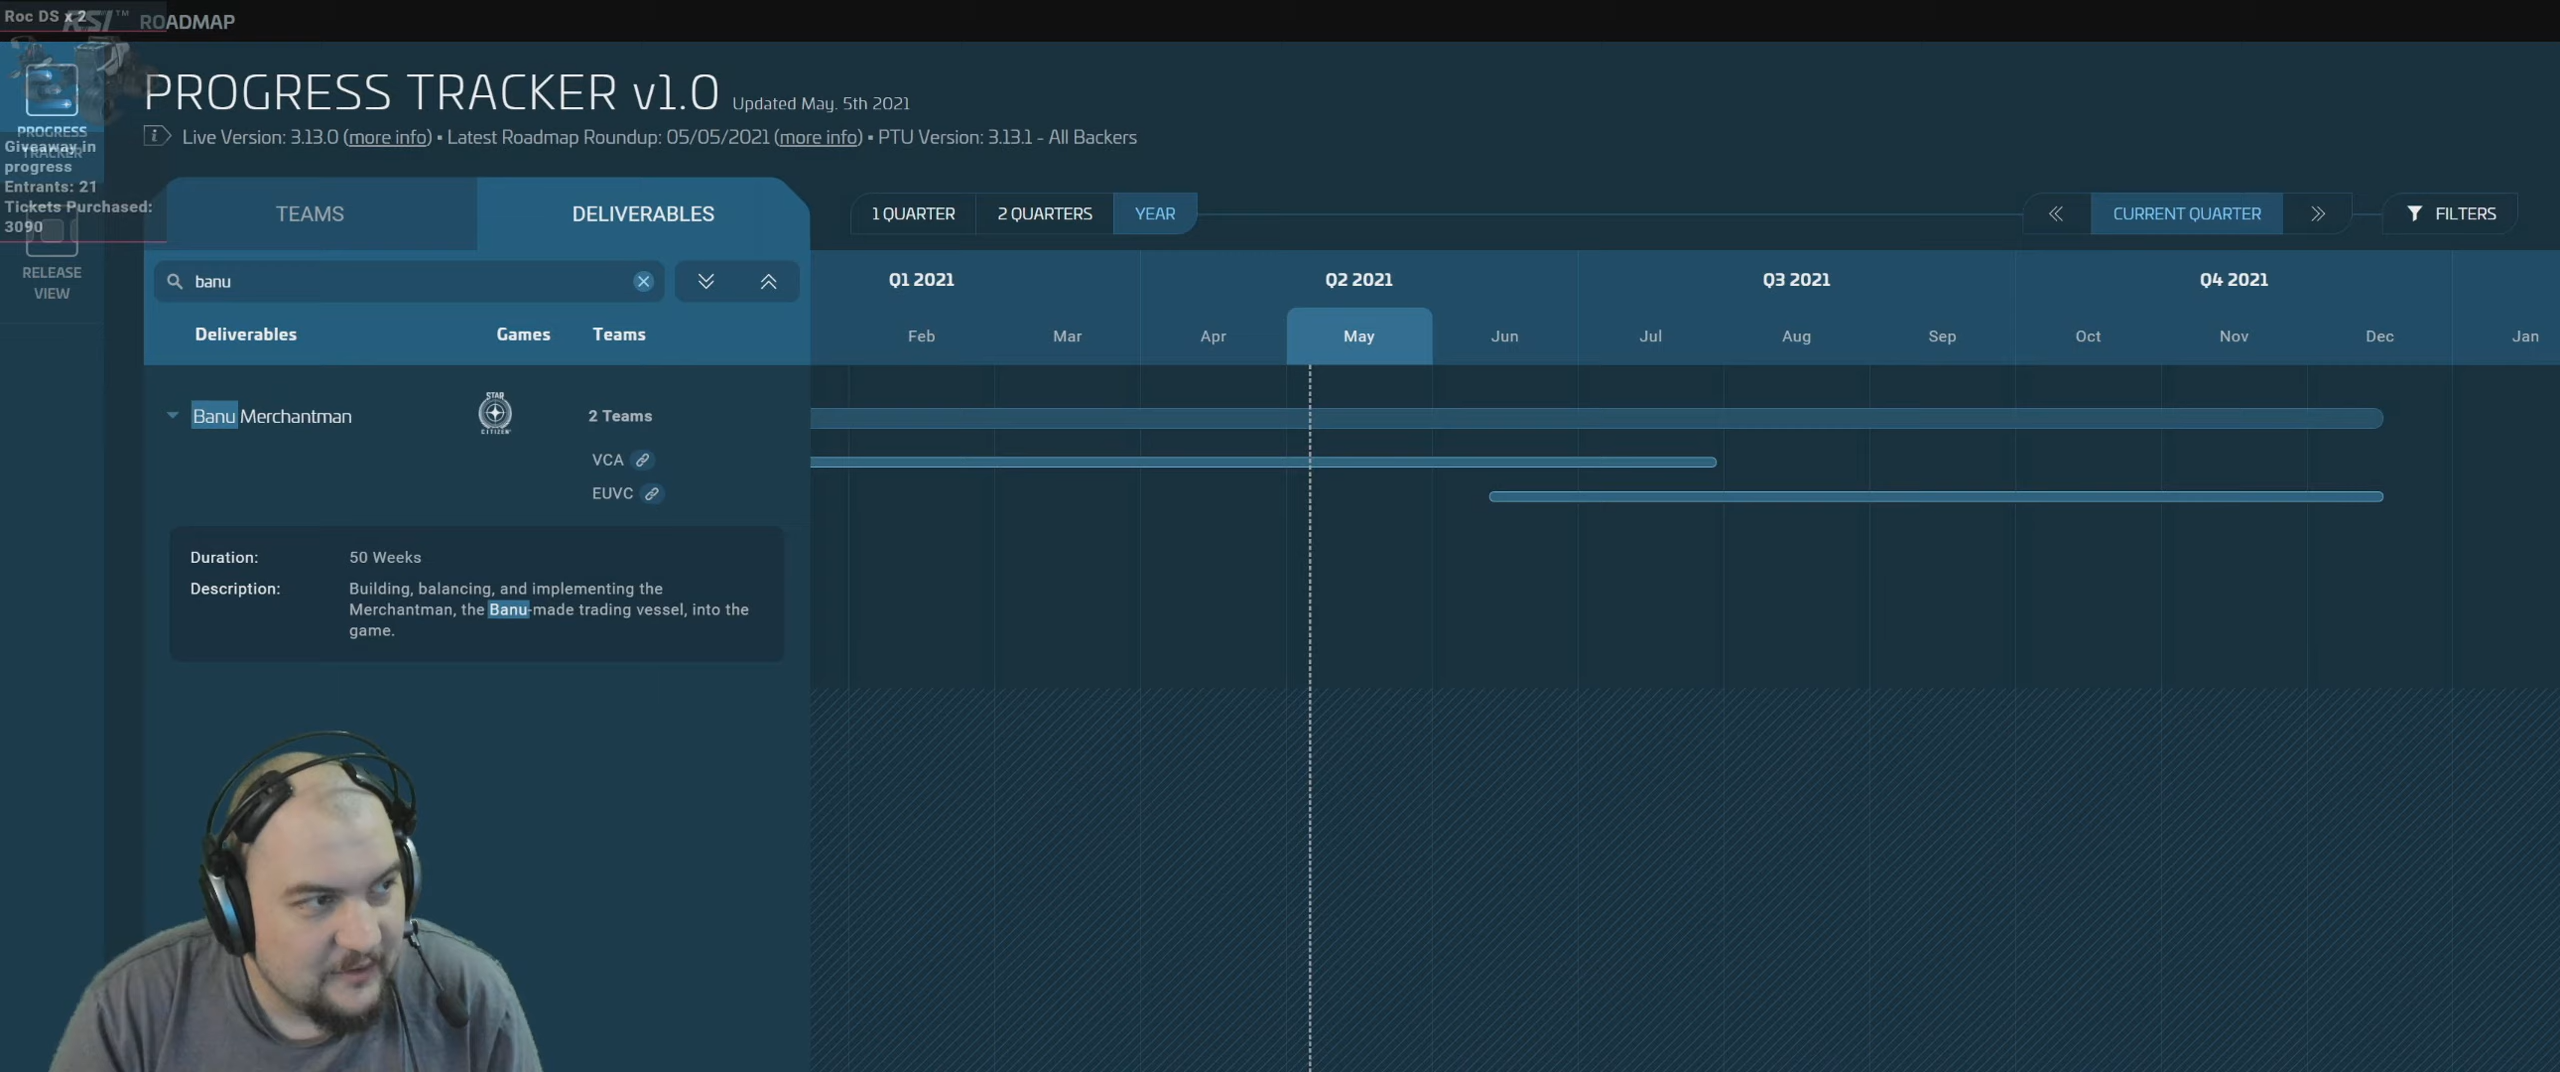 Roc DS x 2
RSI™ ROADMAP
PROGRESS TRACKER v1.0 Updated May. 5th 2021
Live Version: 3.13.0 (more info) • Latest Roadmap Roundup: 05/05/2021 (more info) • PTU Version: 3.13.1 - All Backers
PROGRESS
TRACKER
Giveaway in
progress
Entrants: 21
Tickets Purchased:
3090
RELEASE
VIEW
TEAMS DELIVERABLES
1 QUARTER 2 QUARTERS YEAR CURRENT QUARTER FILTERS
banu
Q1 2021 Q2 2021 Q3 2021 Q4 2021
Deliverables Games Teams
Feb Mar Apr May Jun Jul Aug Sep Oct Nov Dec Jan
Banu Merchantman STAR CITIZEN 2 Teams
VCA
EUVC
Duration: 50 Weeks
Description: Building, balancing, and implementing the
Merchantman, the Banu-made trading vessel, into the
game.